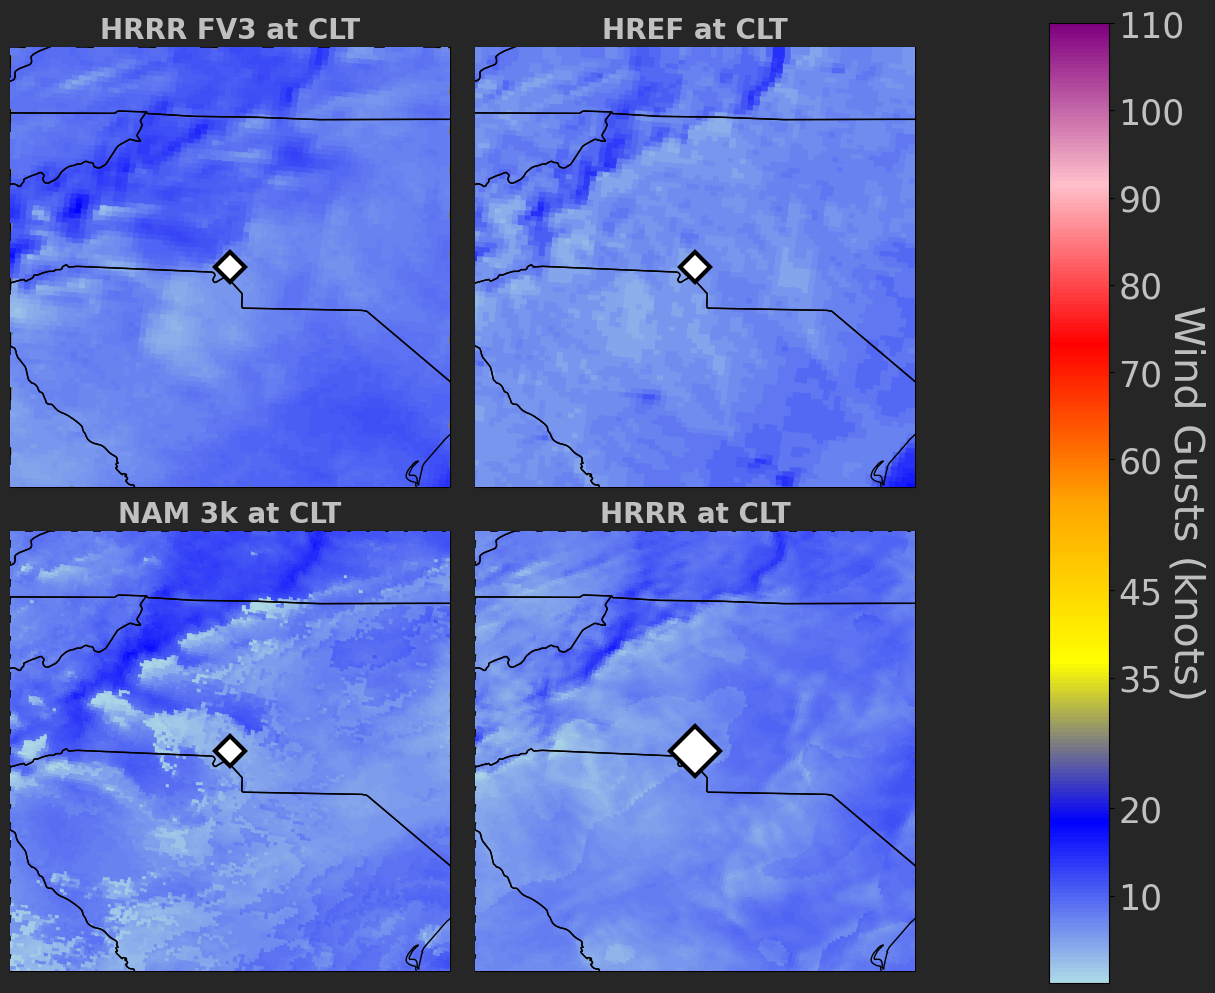 HRRR FV3 at CLT
HREF at CLT
NAM 3k at CLT
HRRR at CLT
110
100
90
80
70
60
45
35
20
10
Wind Gusts (knots)